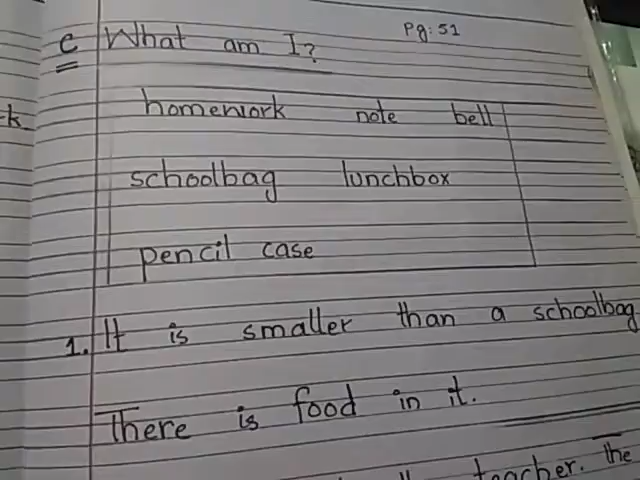 Pg: 51
c What am I?
homework note bell
schoolbag lunchbox
pencil case
1. It is smaller than a schoolbag
There is food in it.
teacher. The